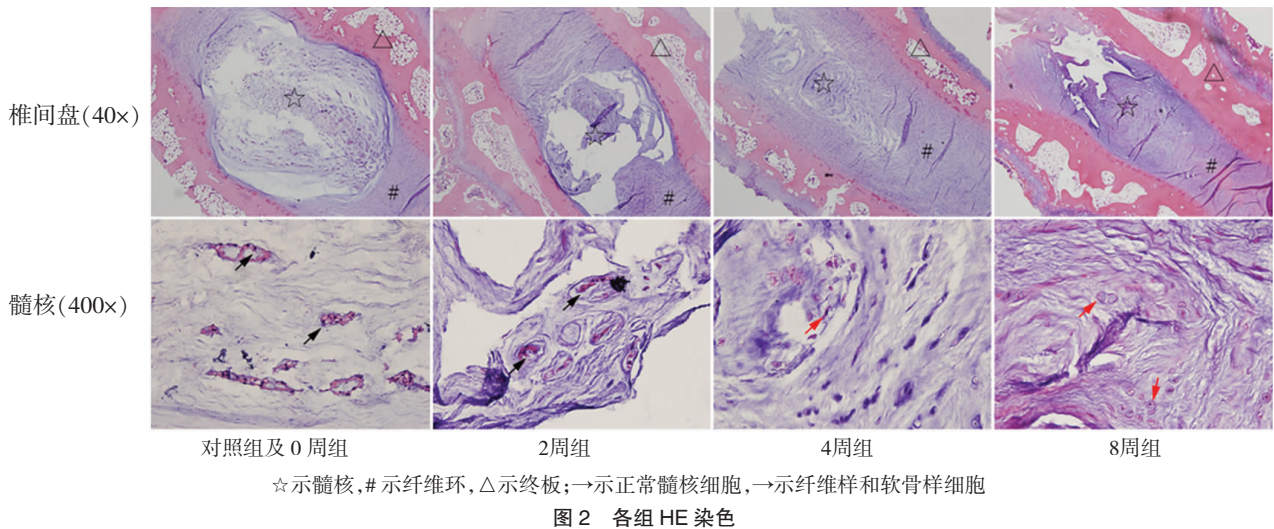 椎间盘(40×)
髓核(400×)
对照组及 0 周组
2周组
4周组
8周组
☆示髓核,# 示纤维环,△示终板;→示正常髓核细胞,→示纤维样和软骨样细胞
图 2 各组 HE 染色